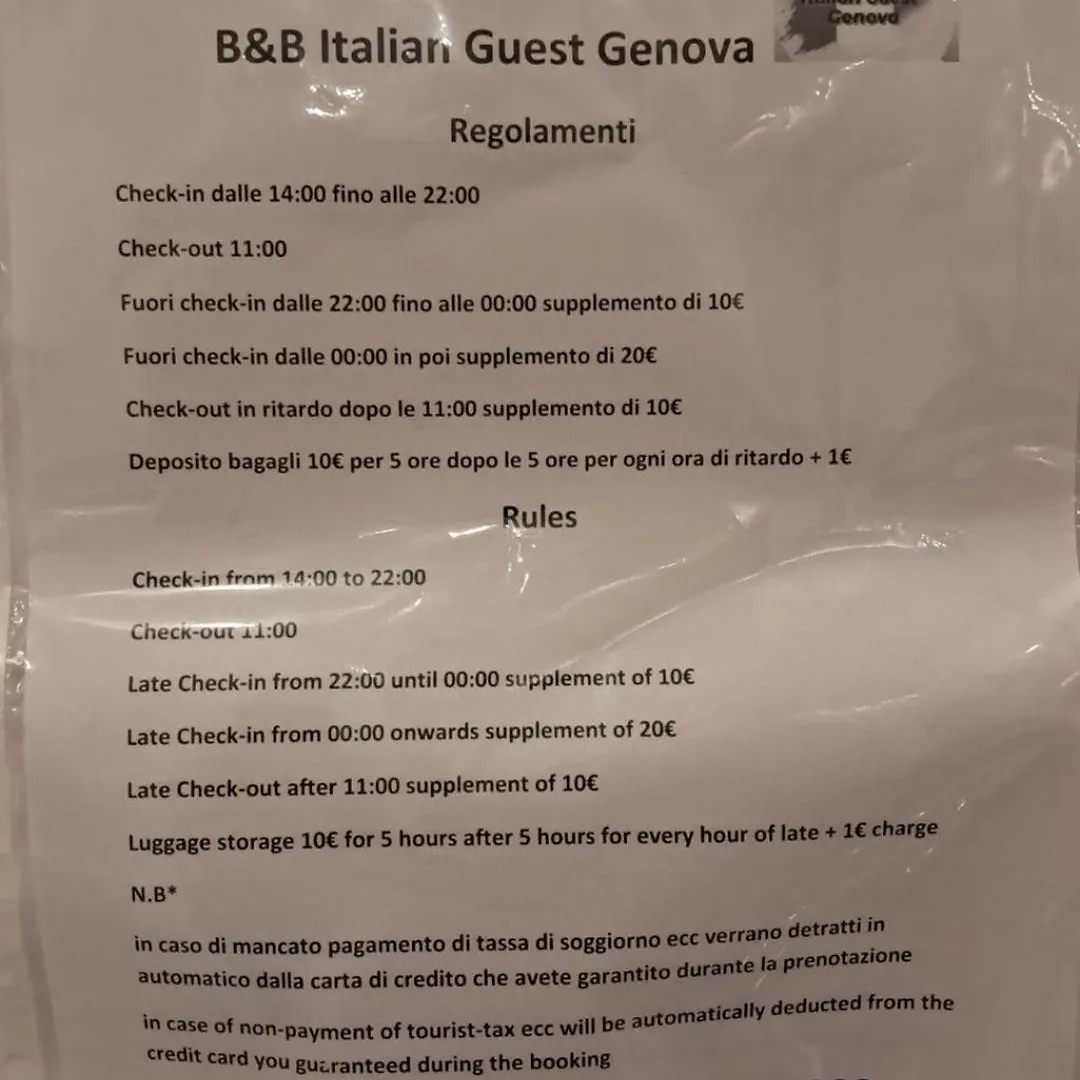 Genova
B&B Italian Guest Genova
Regolamenti
Check-in dalle 14:00 fino alle 22:00
Check-out 11:00
Fuori check-in dalle 22:00 fino alle 00:00 supplemento di 10€
Fuori check-in dalle 00:00 in poi supplemento di 20€
Check-out in ritardo dopo le 11:00 supplemento di 10€
Deposito bagagli 10€ per 5 ore dopo le 5 ore per ogni ora di ritardo + 1€
Rules
Check-in from 14:00 to 22:00
Check-out 11:00
Late Check-in from 22:00 until 00:00 supplement of 10€
Late Check-in from 00:00 onwards supplement of 20€
Late Check-out after 11:00 supplement of 10€
Luggage storage 10€ for 5 hours after 5 hours for every hour of late + 1€ charge
N.B*
in caso di mancato pagamento di tassa di soggiorno ecc verrano detratti in
automatico dalla carta di credito che avete garantito durante la prenotazione
in case of non-payment of tourist-tax ecc will be automatically deducted from the
credit card you guaranteed during the booking